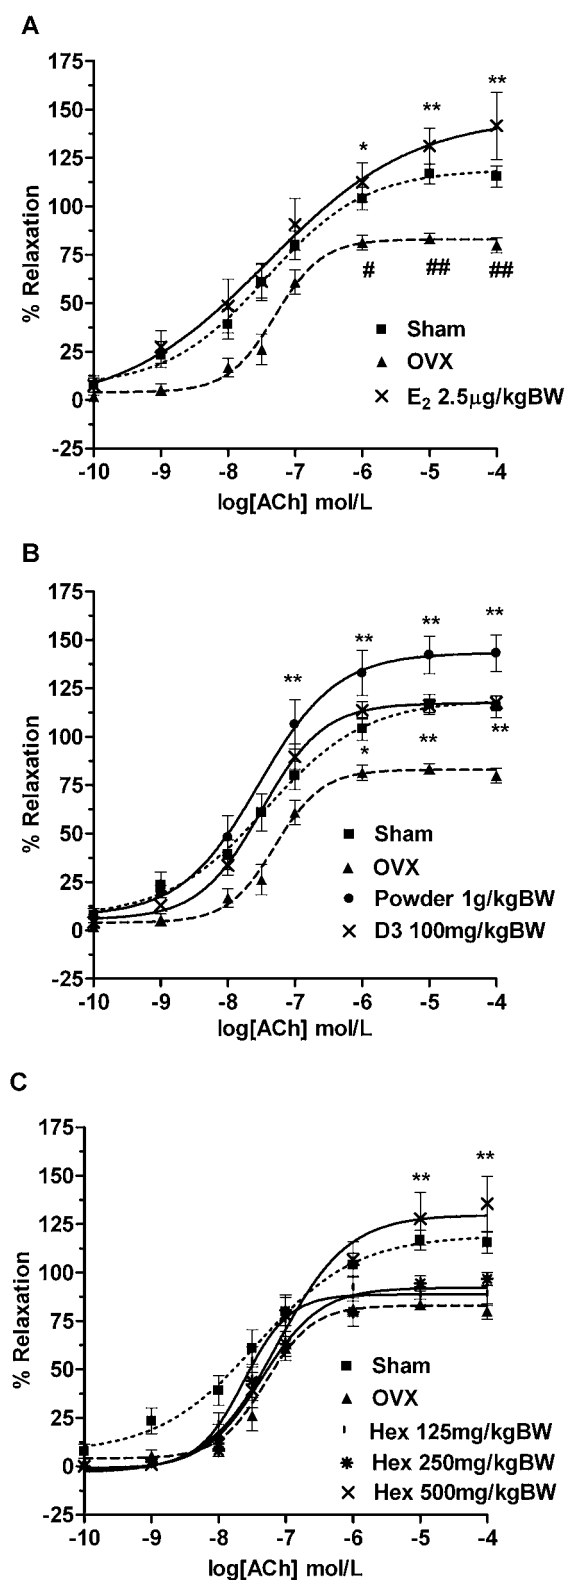 A
175
150
125
100
75
50
25
0
-25
% Relaxation
**
**
*
#
##
##
Sham
OVX
E₂ 2.5µg/kgBW
-10 -9 -8 -7 -6 -5 -4
log[ACh] mol/L
B
175
150
125
100
75
50
25
0
-25
% Relaxation
**
**
**
**
**
**
*
Sham
OVX
Powder 1g/kgBW
D3 100mg/kgBW
-10 -9 -8 -7 -6 -5 -4
log[ACh] mol/L
C
175
150
125
100
75
50
25
0
-25
% Relaxation
**
**
Sham
OVX
Hex 125mg/kgBW
Hex 250mg/kgBW
Hex 500mg/kgBW
-10 -9 -8 -7 -6 -5 -4
log[ACh] mol/L